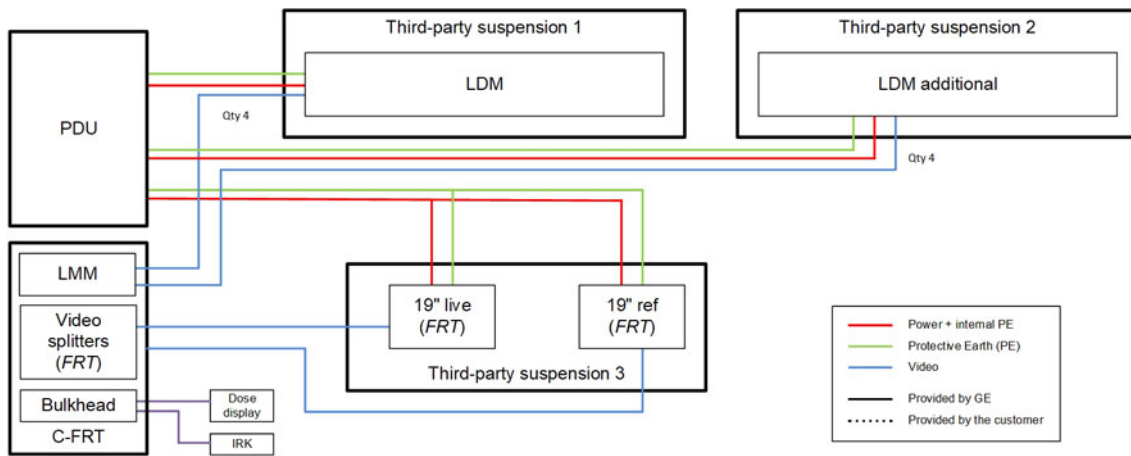 Third-party suspension 1
LDM
Third-party suspension 2
LDM additional
PDU
Qty 4
Qty 4
LMM
Video
splitters
(FRT)
Bulkhead
C-FRT
Dose
display
IRK
19" live
(FRT)
19" ref
(FRT)
Third-party suspension 3
Power + internal PE
Protective Earth (PE)
Video
Provided by GE
Provided by the customer